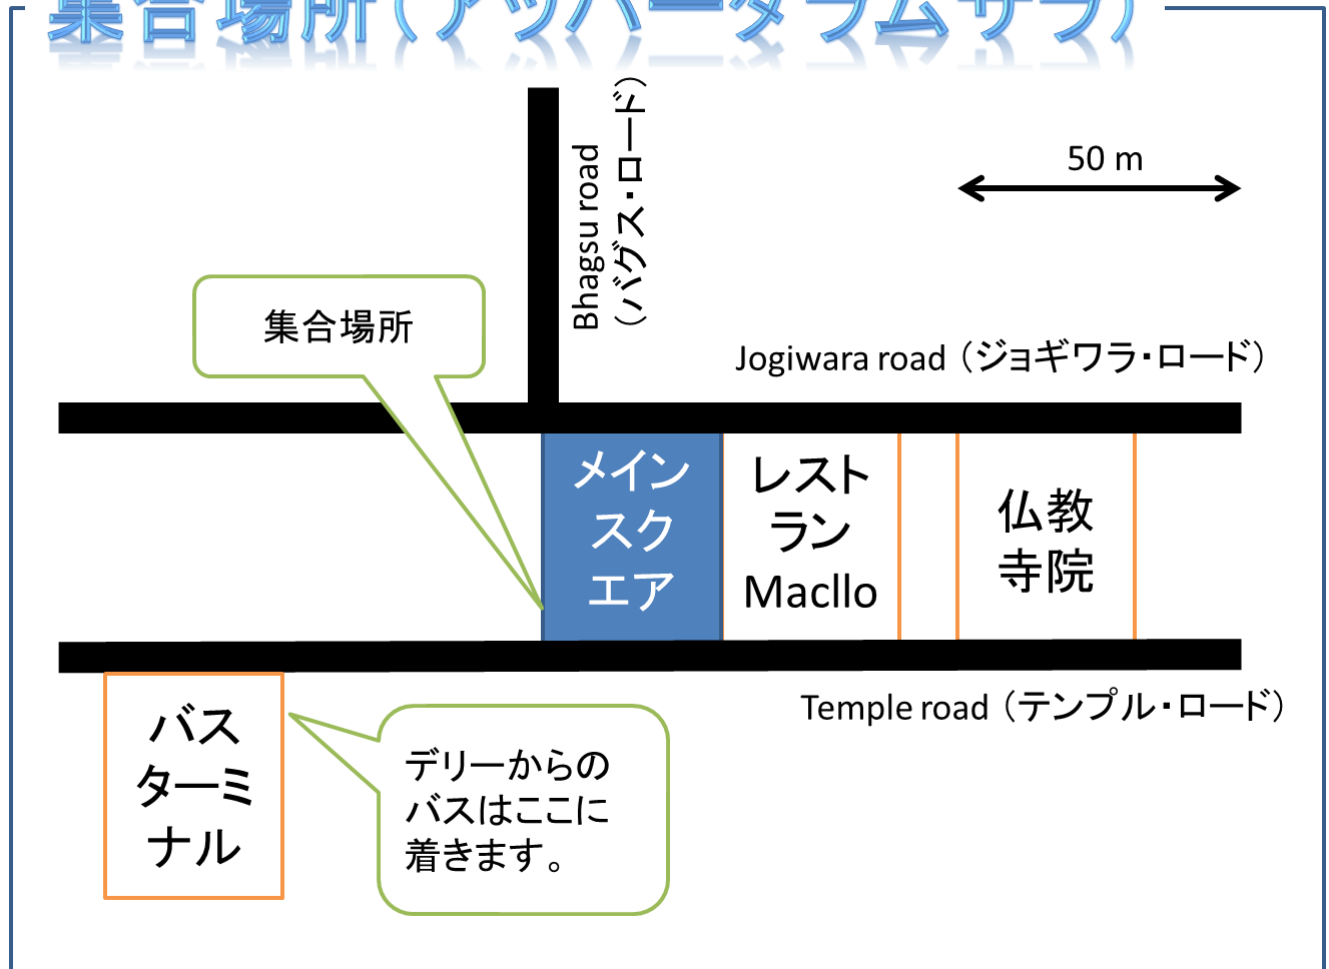 集合場所(アッパーダラムサラ)
Bhagsu road
(バグス・ロード)
50 m
集合場所
Jogiwara road (ジョギワラ・ロード)
メイン
スク
エア
レスト
ラン
Macllo
仏教
寺院
Temple road (テンプル・ロード)
バス
ターミ
ナル
デリーからの
バスはここに
着きます。